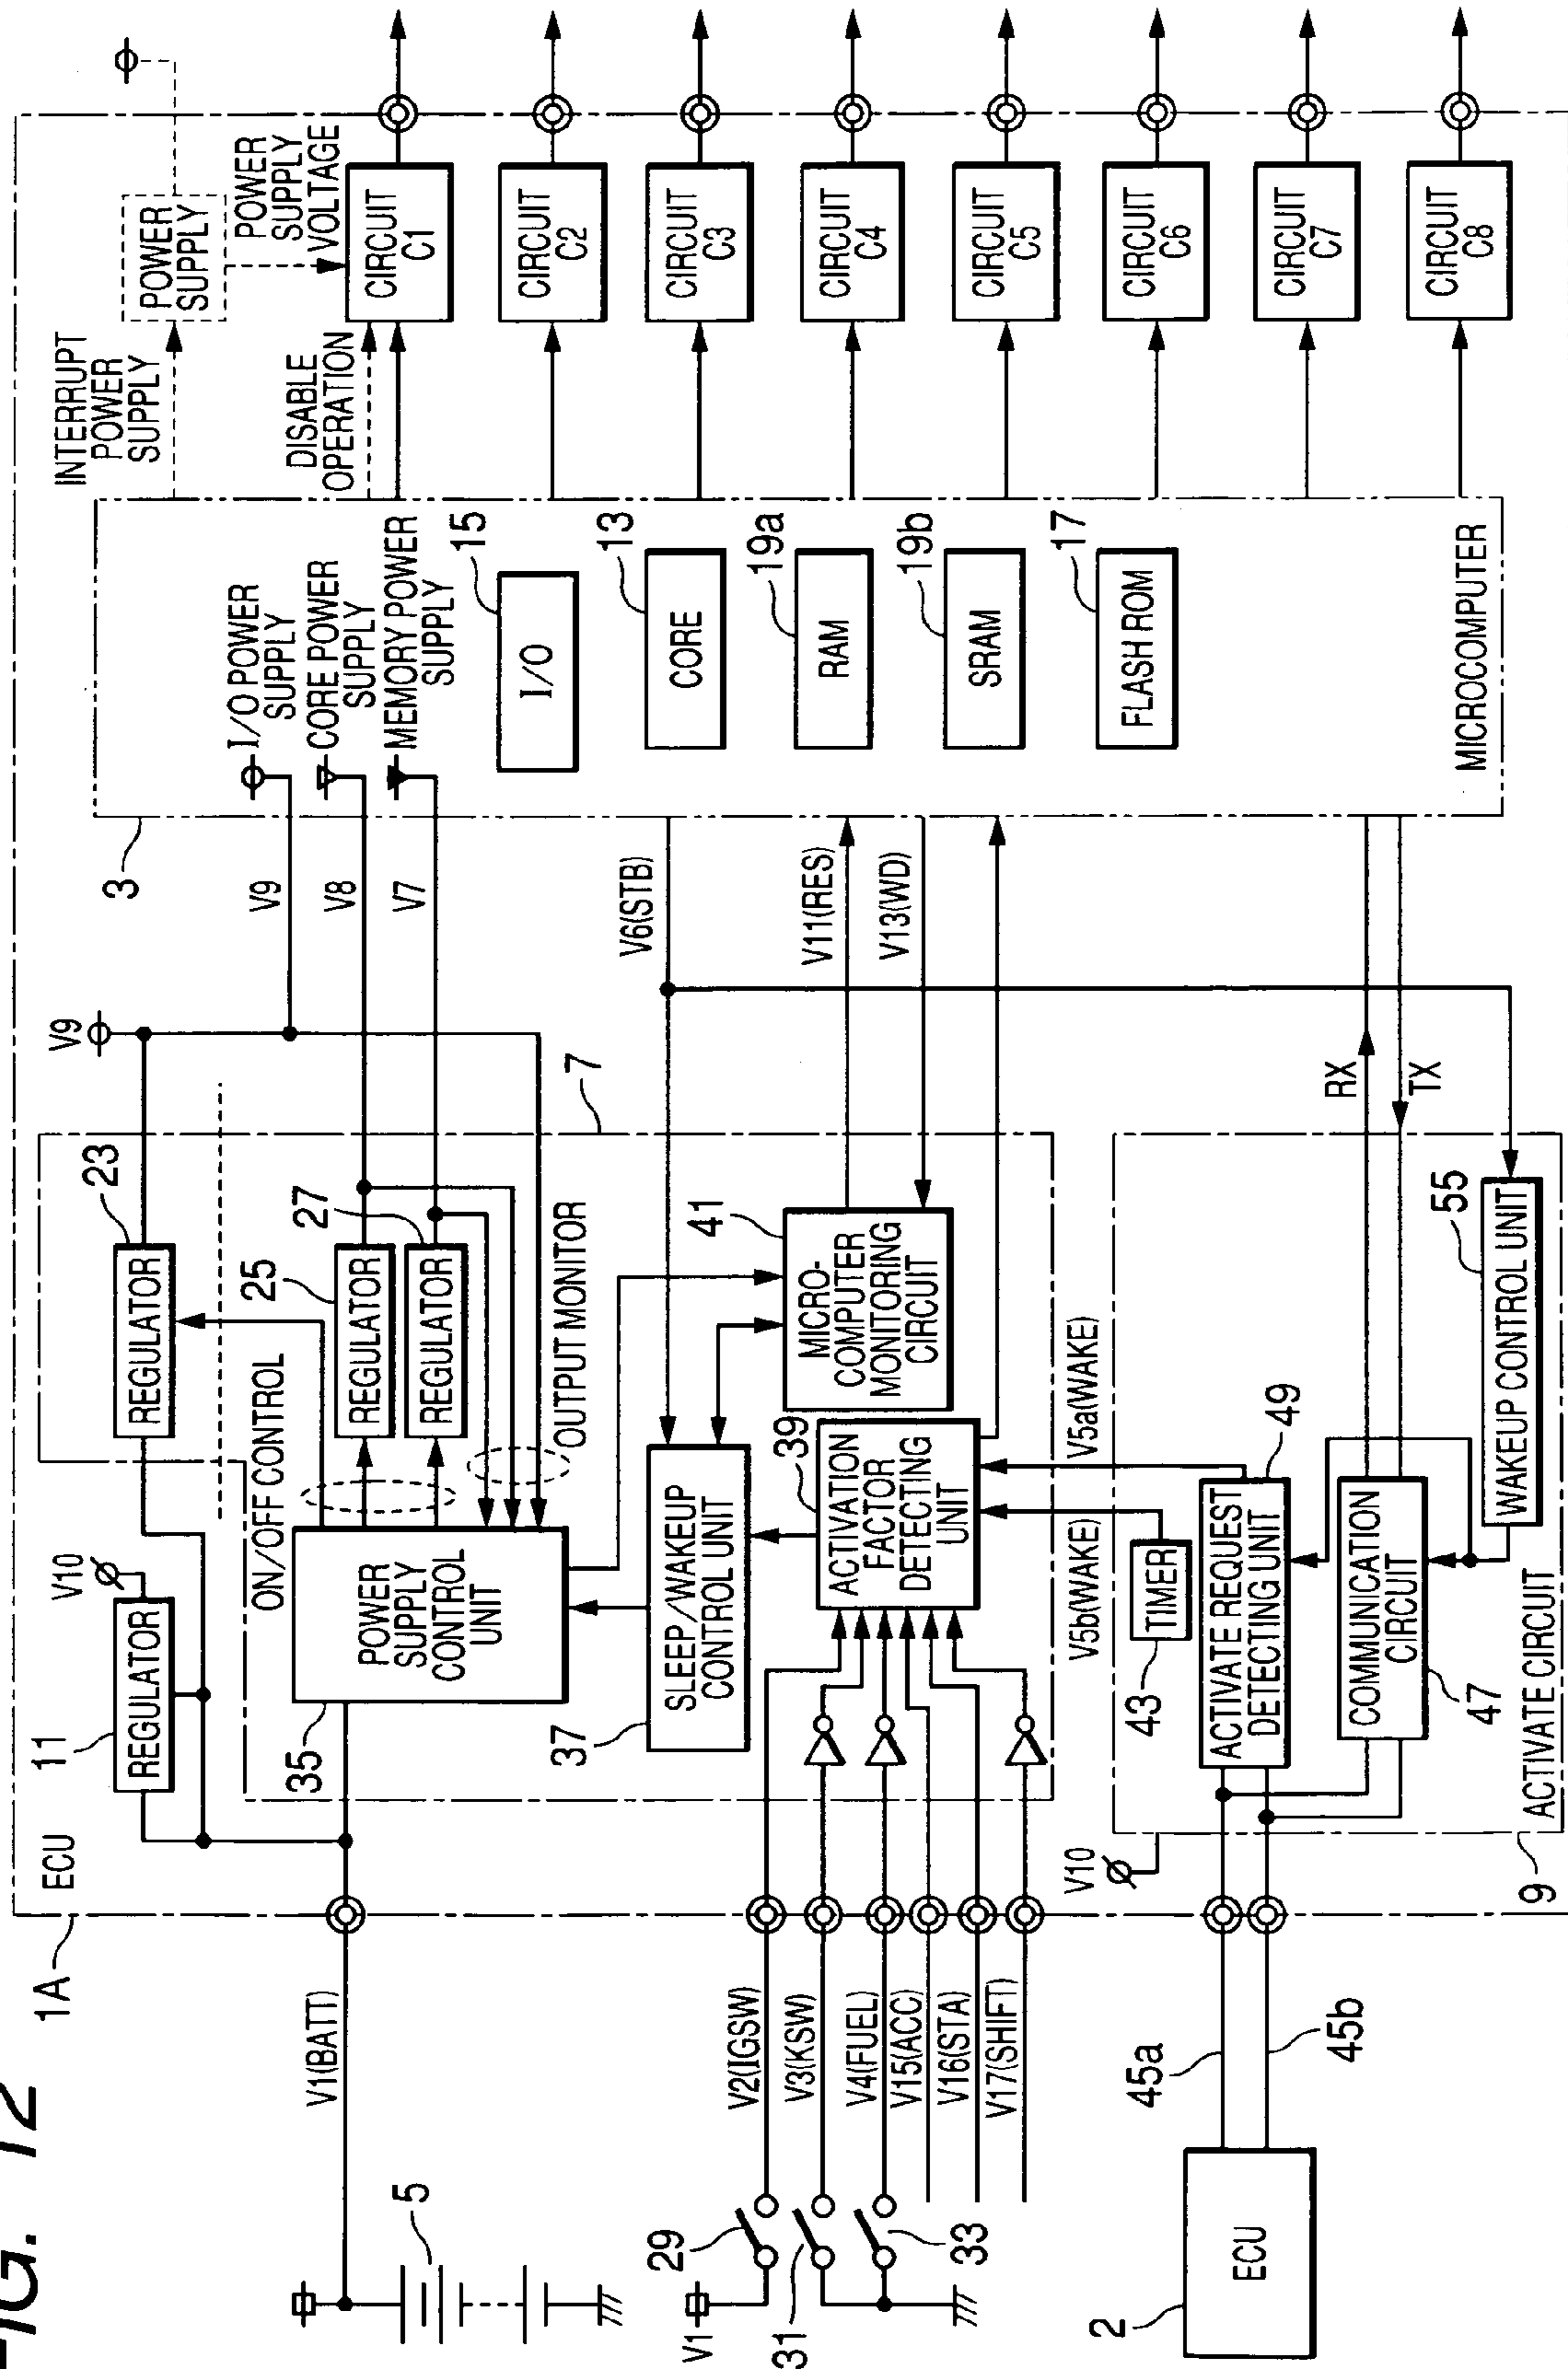 FIG. 12
1A
ECU
V1(BATT)
5
11
REGULATOR
V10
23
REGULATOR
V9
7
ON/OFF CONTROL
25
REGULATOR
27
REGULATOR
35
POWER
SUPPLY
CONTROL
UNIT
OUTPUT MONITOR
37
SLEEP/WAKEUP
CONTROL UNIT
41
MICRO-
COMPUTER
MONITORING
CIRCUIT
39
ACTIVATION
FACTOR
DETECTING
UNIT
V1
29
31
33
V2(IGSW)
V3(KSW)
V4(FUEL)
V15(ACC)
V16(STA)
V17(SHIFT)
V5b(WAKE)
V5a(WAKE)
43
TIMER
49
ACTIVATE REQUEST
DETECTING UNIT
COMMUNICATION
CIRCUIT
47
55
WAKEUP CONTROL UNIT
ACTIVATE CIRCUIT
9
V10
2
ECU
45a
45b
RX
TX
V9
V8
V7
V6(STB)
V11(RES)
V13(WD)
3
I/O POWER
SUPPLY
CORE POWER
SUPPLY
MEMORY POWER
SUPPLY
15
I/O
13
CORE
19a
RAM
19b
SRAM
17
FLASH ROM
MICROCOMPUTER
INTERRUPT
POWER
SUPPLY
DISABLE
OPERATION
POWER
SUPPLY
POWER
SUPPLY
VOLTAGE
CIRCUIT
C1
CIRCUIT
C2
CIRCUIT
C3
CIRCUIT
C4
CIRCUIT
C5
CIRCUIT
C6
CIRCUIT
C7
CIRCUIT
C8